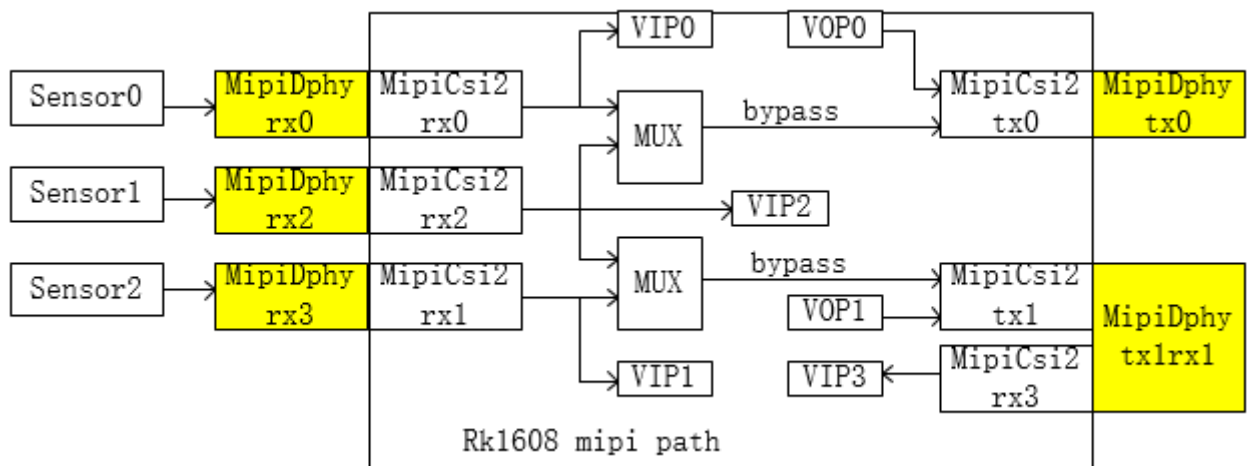 VIP0
VOP0
Sensor0
MipiDphy
rx0
MipiCsi2
rx0
MUX
bypass
MipiCsi2
tx0
MipiDphy
tx0
Sensor1
MipiDphy
rx2
MipiCsi2
rx2
VIP2
Sensor2
MipiDphy
rx3
MipiCsi2
rx1
MUX
bypass
MipiCsi2
tx1
VOP1
MipiDphy
tx1rx1
VIP1
VIP3
MipiCsi2
rx3
Rk1608 mipi path